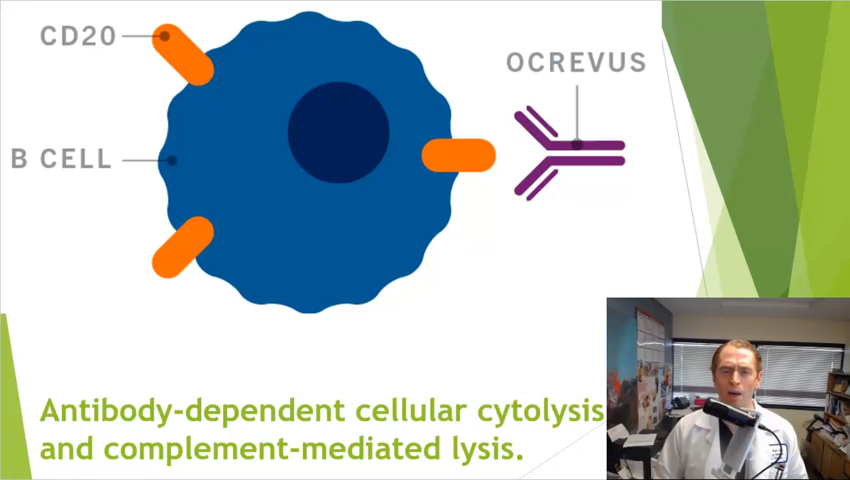 CD20
OCREVUS
B CELL
Antibody-dependent cellular cytolysis
and complement-mediated lysis.